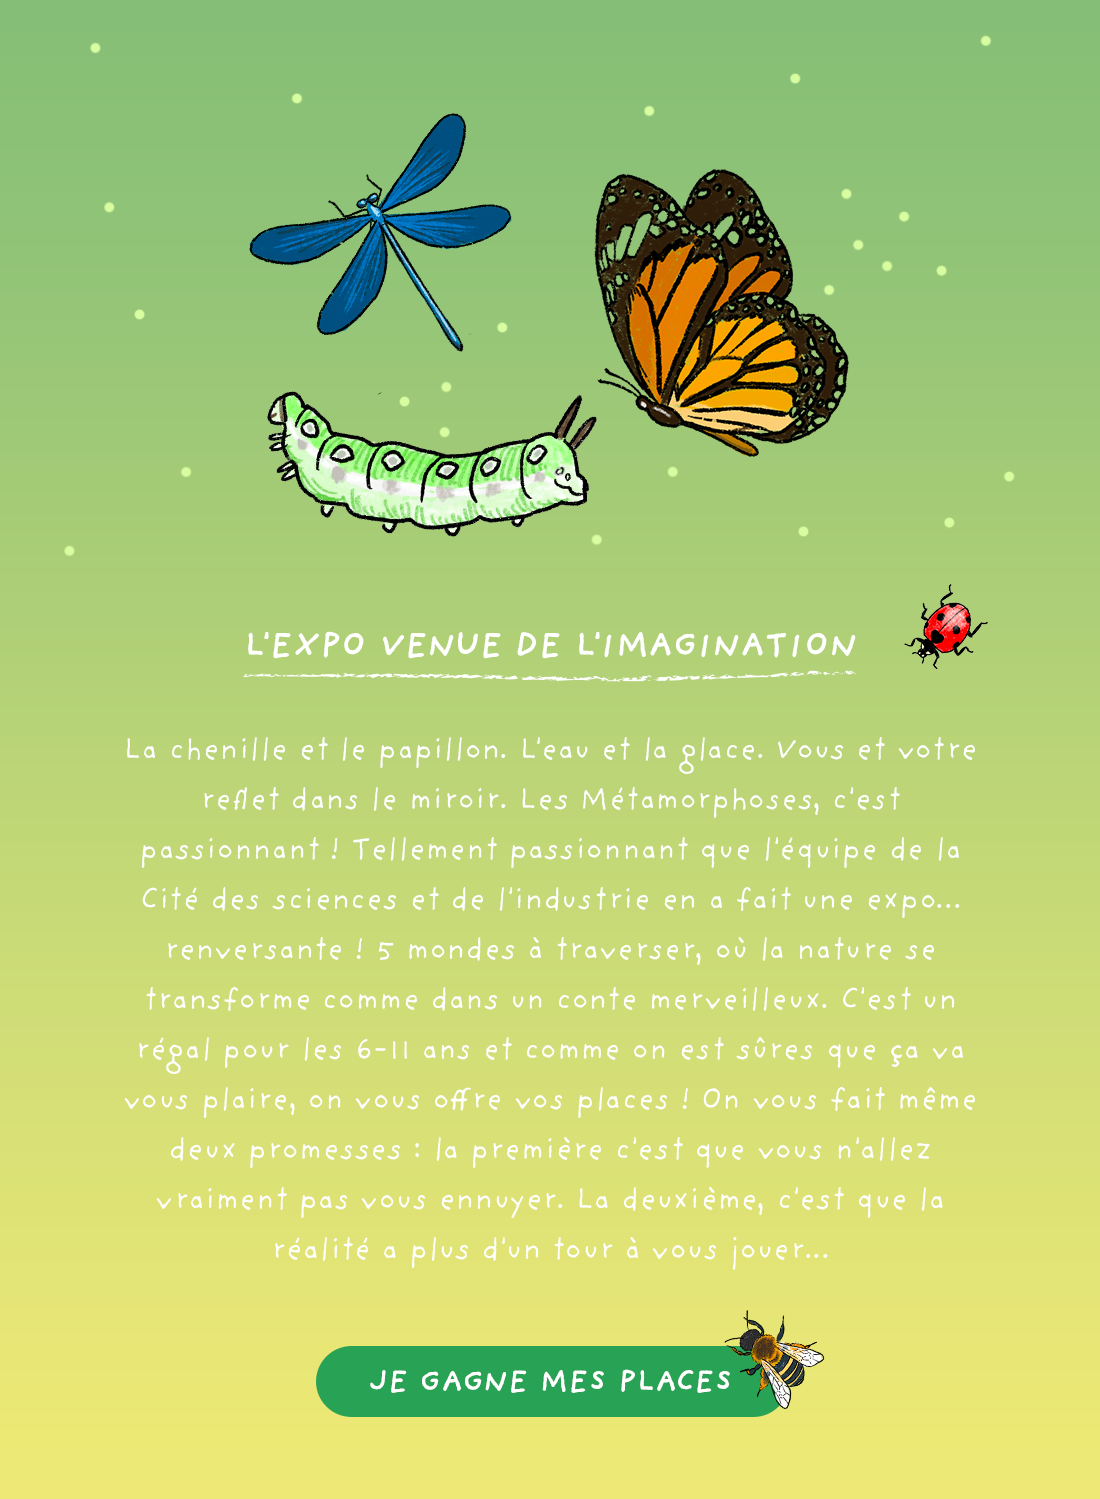 L'EXPO VENUE DE L'IMAGINATION
La chenille et le papillon. L'eau et la glace. Vous et votre
reflet dans le miroir. Les Métamorphoses, c'est
passionnant ! Tellement passionnant que l'équipe de la
Cité des sciences et de l'industrie en a fait une expo...
renversante ! 5 mondes à traverser, où la nature se
transforme comme dans un conte merveilleux. C'est un
régal pour les 6-11 ans et comme on est sûres que ça va
vous plaire, on vous offre vos places ! On vous fait même
deux promesses : la première c'est que vous n'allez
vraiment pas vous ennuyer. La deuxième, c'est que la
réalité a plus d'un tour à vous jouer...
JE GAGNE MES PLACES